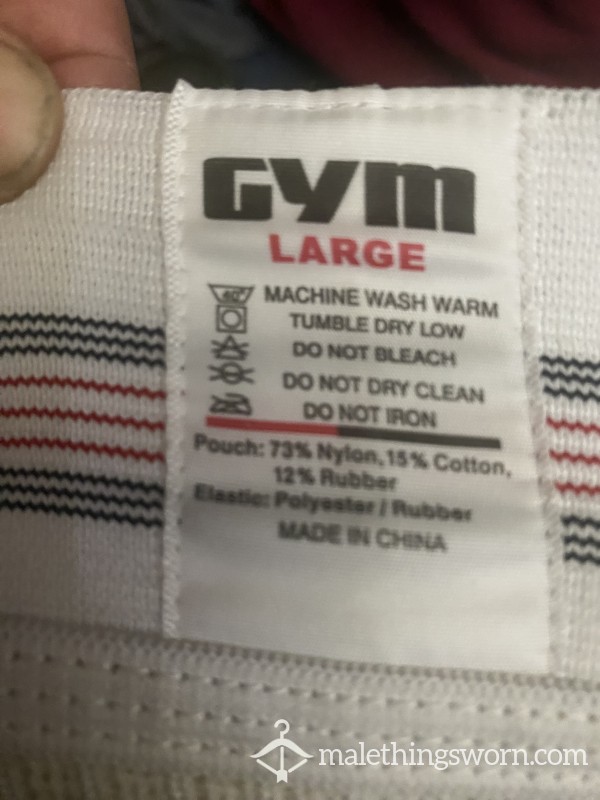 GYM
LARGE
40°
MACHINE WASH WARM
TUMBLE DRY LOW
DO NOT BLEACH
DO NOT DRY CLEAN
DO NOT IRON
Pouch: 73% Nylon, 15% Cotton,
12% Rubber
Elastic: Polyester / Rubber
MADE IN CHINA
malethingsworn.com